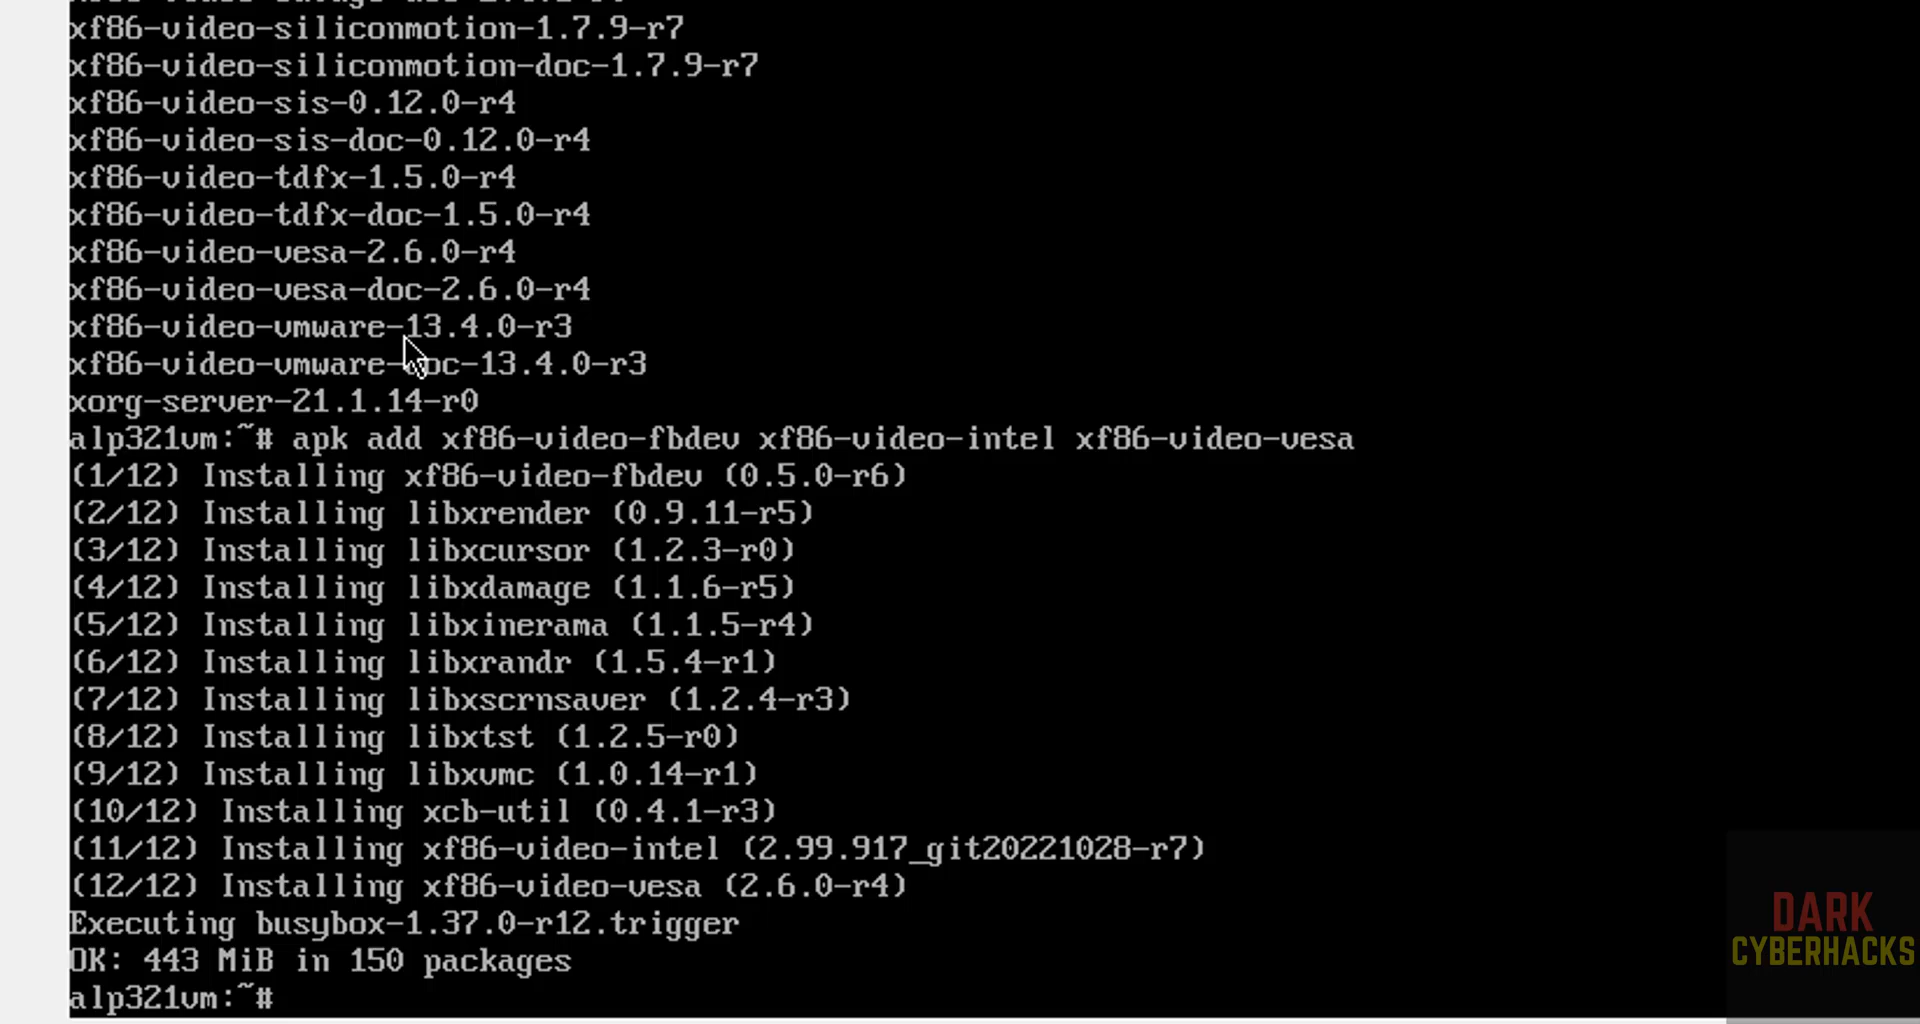 xf86-video-siliconmotion-1.7.9-r7
xf86-video-siliconmotion-doc-1.7.9-r7
xf86-video-sis-0.12.0-r4
xf86-video-sis-doc-0.12.0-r4
xf86-video-tdfx-1.5.0-r4
xf86-video-tdfx-doc-1.5.0-r4
xf86-video-vesa-2.6.0-r4
xf86-video-vesa-doc-2.6.0-r4
xf86-video-vmware-13.4.0-r3
xf86-video-vmware-doc-13.4.0-r3
xorg-server-21.1.14-r0
alp321vm:~# apk add xf86-video-fbdev xf86-video-intel xf86-video-vesa
(1/12) Installing xf86-video-fbdev (0.5.0-r6)
(2/12) Installing libxrender (0.9.11-r5)
(3/12) Installing libxcursor (1.2.3-r0)
(4/12) Installing libxdamage (1.1.6-r5)
(5/12) Installing libxinerama (1.1.5-r4)
(6/12) Installing libxrandr (1.5.4-r1)
(7/12) Installing libxscrnsaver (1.2.4-r3)
(8/12) Installing libxtst (1.2.5-r0)
(9/12) Installing libxvmc (1.0.14-r1)
(10/12) Installing xcb-util (0.4.1-r3)
(11/12) Installing xf86-video-intel (2.99.917_git20221028-r7)
(12/12) Installing xf86-video-vesa (2.6.0-r4)
Executing busybox-1.37.0-r12.trigger
OK: 443 MiB in 150 packages
alp321vm:~#
DARK
CYBERHACKS